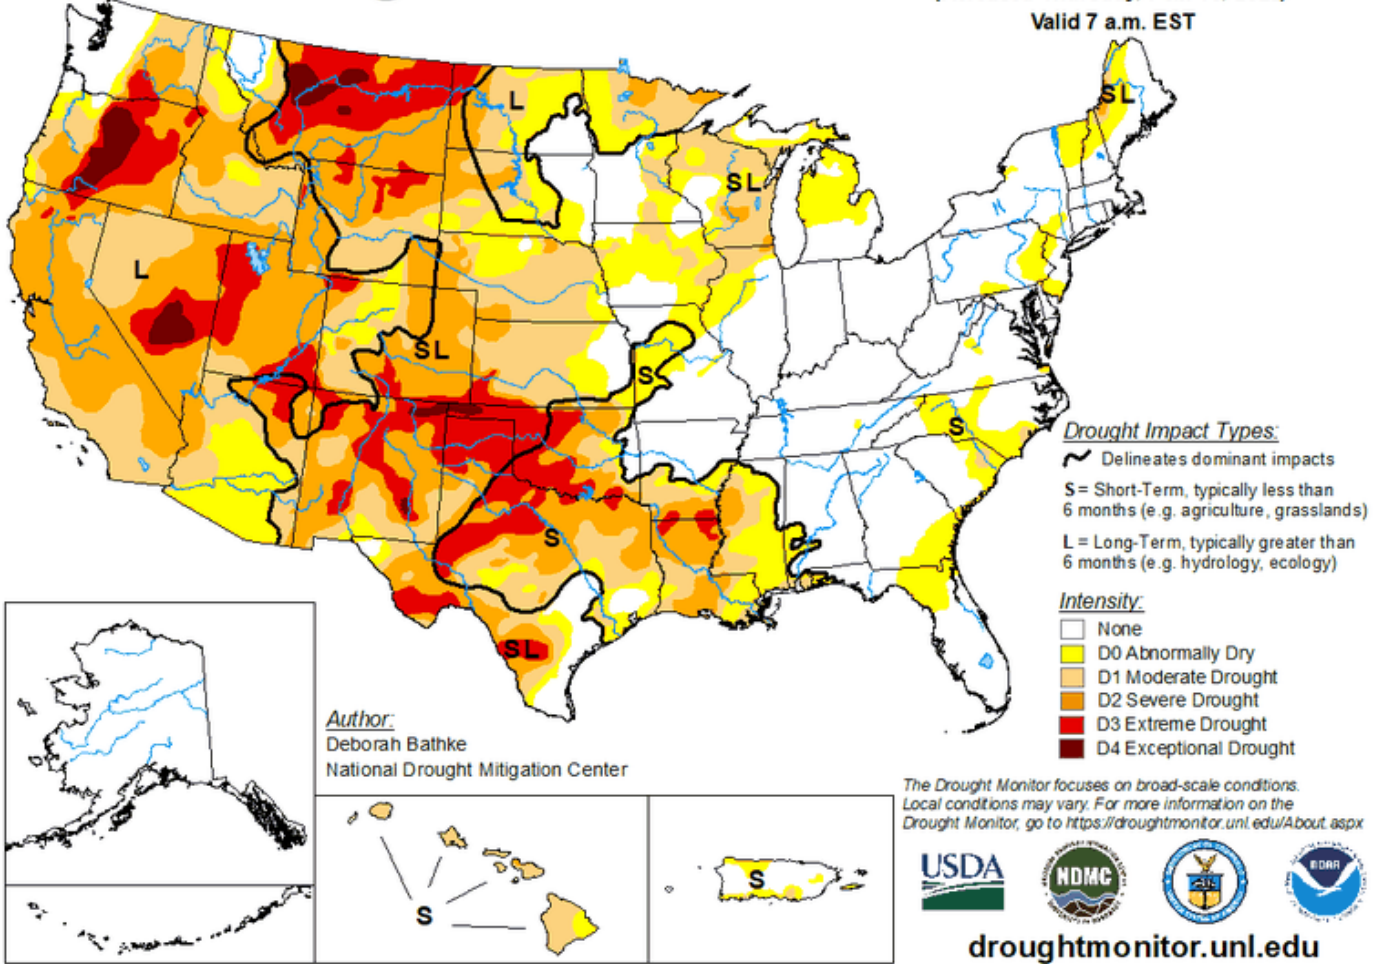 Valid 7 a.m. EST
L
SL
SL
L
SL
S
S
S
SL
Drought Impact Types:
Delineates dominant impacts
S = Short-Term, typically less than
6 months (e.g. agriculture, grasslands)
L = Long-Term, typically greater than
6 months (e.g. hydrology, ecology)
Intensity:
None
D0 Abnormally Dry
D1 Moderate Drought
D2 Severe Drought
D3 Extreme Drought
D4 Exceptional Drought
Author:
Deborah Bathke
National Drought Mitigation Center
S
S
The Drought Monitor focuses on broad-scale conditions.
Local conditions may vary. For more information on the
Drought Monitor, go to https://droughtmonitor.unl.edu/About.aspx
USDA
NDMC
NOAA
droughtmonitor.unl.edu